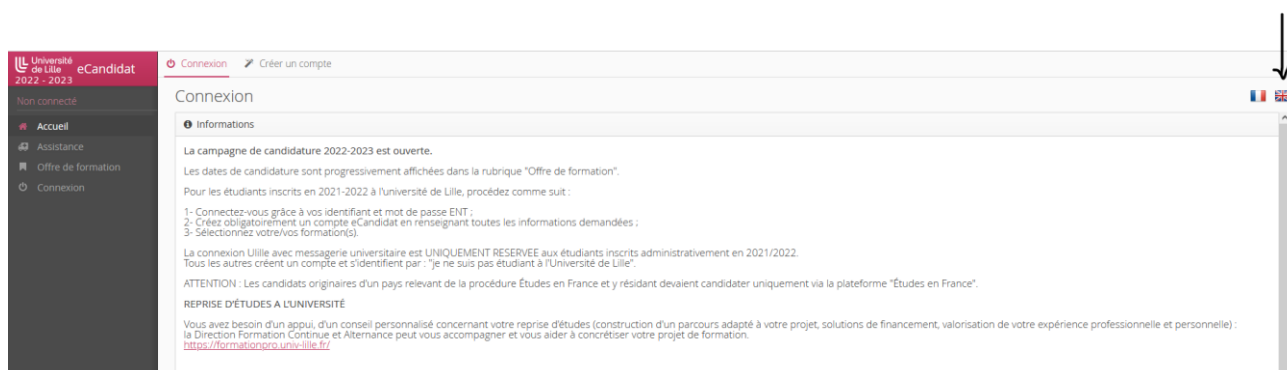 Université
de Lille
eCandidat
2022 - 2023
Non connecté
Accueil
Assistance
Offre de formation
Connexion
Connexion
Créer un compte
Connexion
Informations
La campagne de candidature 2022-2023 est ouverte.
Les dates de candidature sont progressivement affichées dans la rubrique "Offre de formation".
Pour les étudiants inscrits en 2021-2022 à l'université de Lille, procédez comme suit :
1- Connectez-vous grâce à vos identifiant et mot de passe ENT ;
2- Créez obligatoirement un compte eCandidat en renseignant toutes les informations demandées ;
3- Sélectionnez votre/vos formation(s).
La connexion Ulille avec messagerie universitaire est UNIQUEMENT RESERVEE aux étudiants inscrits administrativement en 2021/2022.
Tous les autres créent un compte et s'identifient par : "je ne suis pas étudiant à l'Université de Lille".
ATTENTION : Les candidats originaires d'un pays relevant de la procédure Études en France et y résidant devaient candidater uniquement via la plateforme "Études en France".
REPRISE D'ÉTUDES A L'UNIVERSITÉ
Vous avez besoin d'un appui, d'un conseil personnalisé concernant votre reprise d'études (construction d'un parcours adapté à votre projet, solutions de financement, valorisation de votre expérience professionnelle et personnelle) :
la Direction Formation Continue et Alternance peut vous accompagner et vous aider à concrétiser votre projet de formation.
https://formationpro.univ-lille.fr/